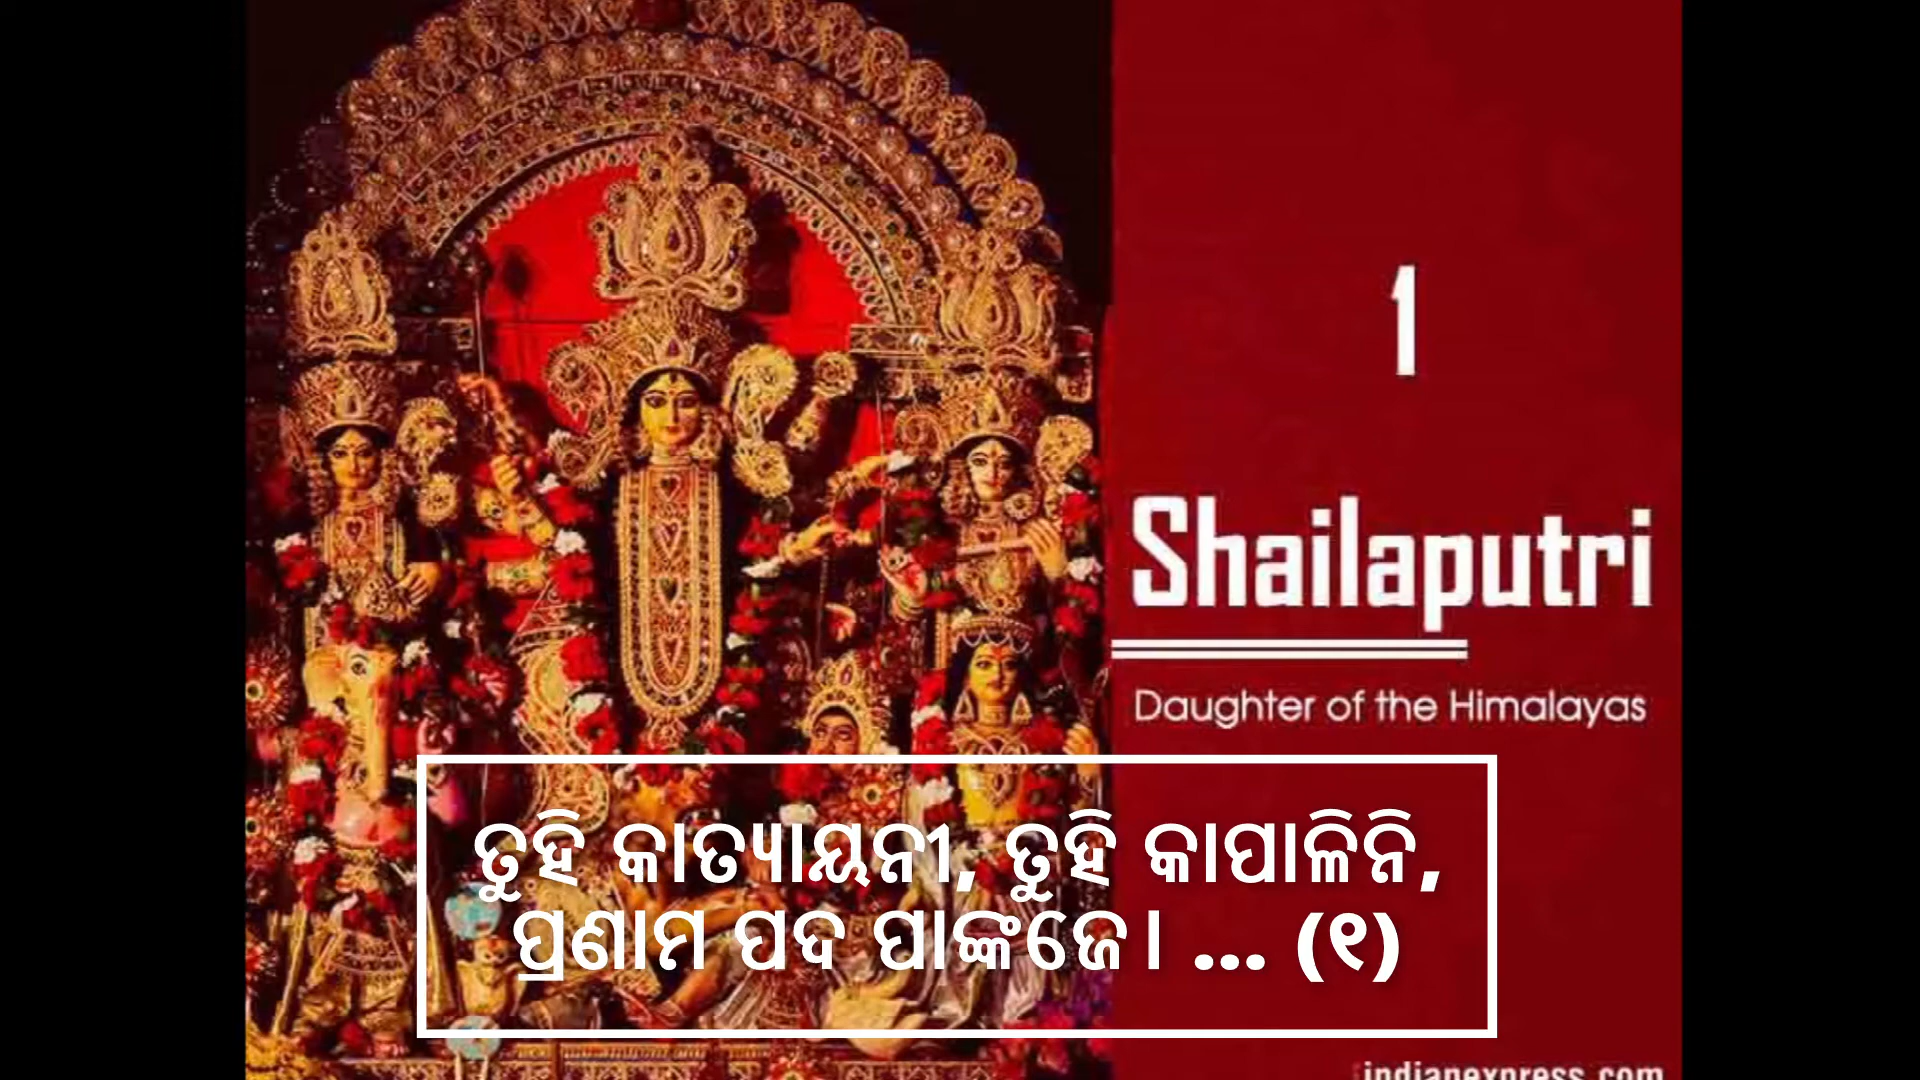 1
Shailaputri
Daughter of the Himalayas
ତୁହି କାତ୍ୟାୟନୀ, ତୁହି କାପାଳିନି,
ପ୍ରଣାମ ପଦ ପାଙ୍କଜେ। ... (୧)
indianexpress.com